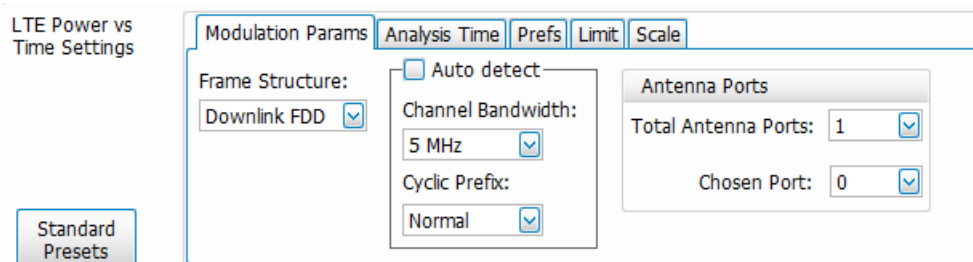 LTE Power vs
Time Settings
Modulation Params Analysis Time Prefs Limit Scale
Frame Structure:
Downlink FDD
Auto detect
Channel Bandwidth:
5 MHz
Cyclic Prefix:
Normal
Antenna Ports
Total Antenna Ports: 1
Chosen Port: 0
Standard
Presets